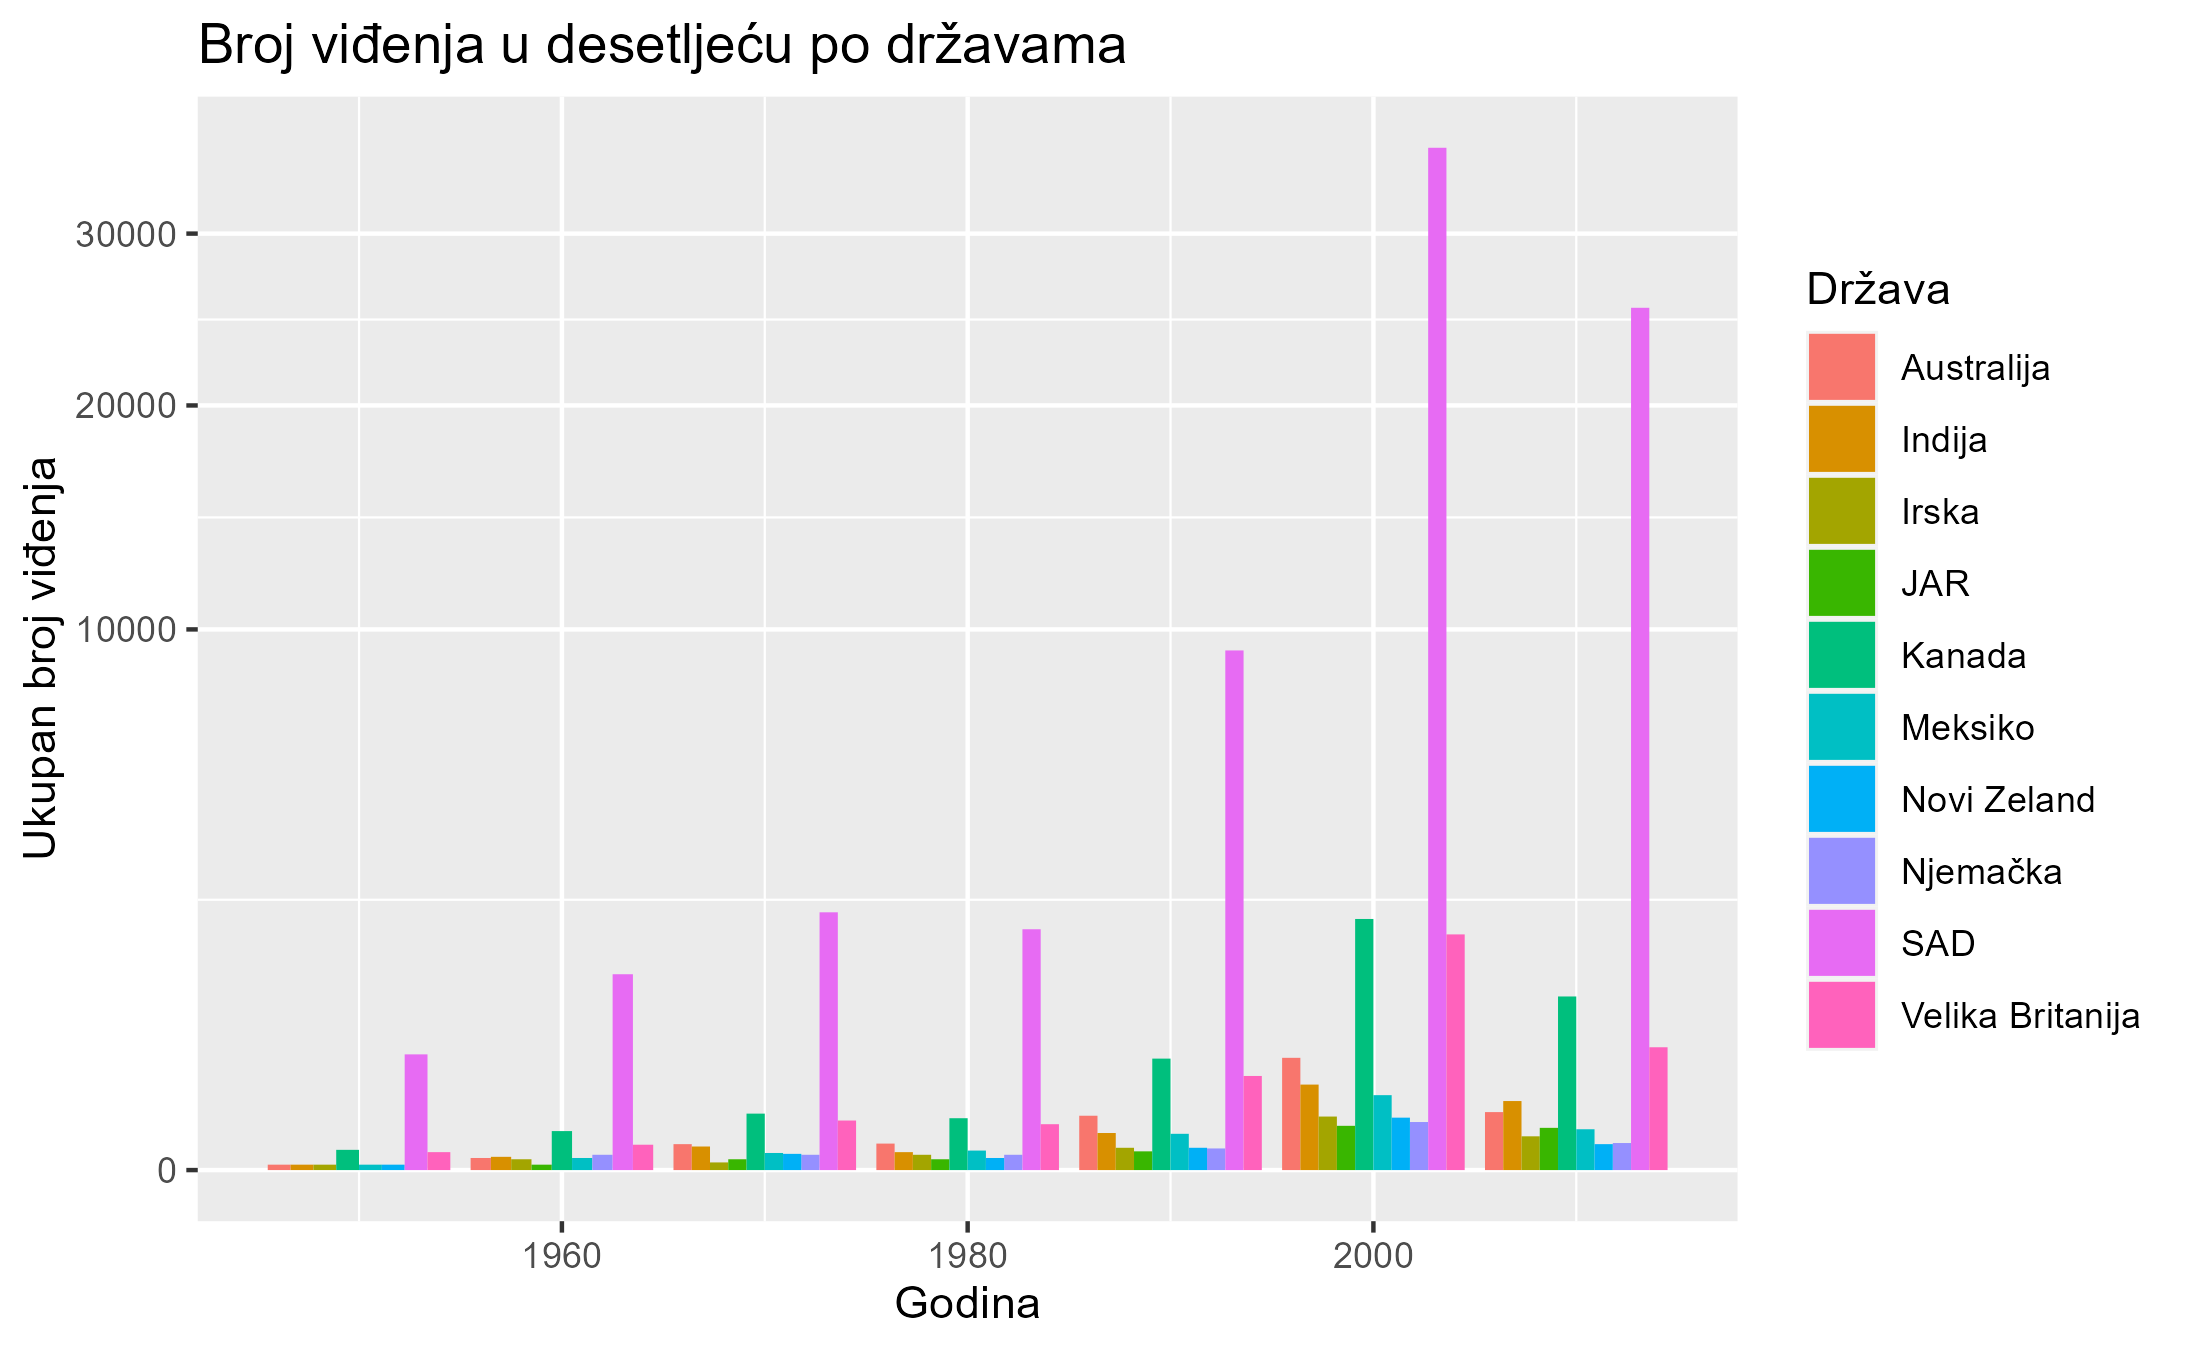 Broj viđenja u desetljeću po državama
Ukupan broj viđenja
30000
20000
10000
0
1960
1980
2000
Godina
Država
Australija
Indija
Irska
JAR
Kanada
Meksiko
Novi Zeland
Njemačka
SAD
Velika Britanija